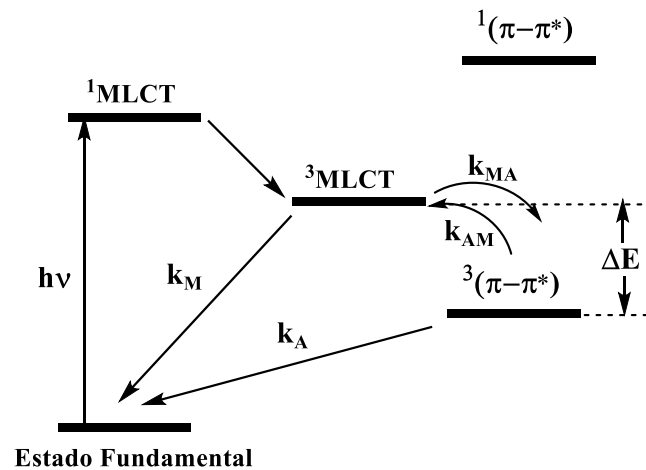 ¹(π−π*)
¹MLCT
³MLCT
k_MA
k_AM
hν
k_M
ΔE
³(π−π*)
k_A
Estado Fundamental